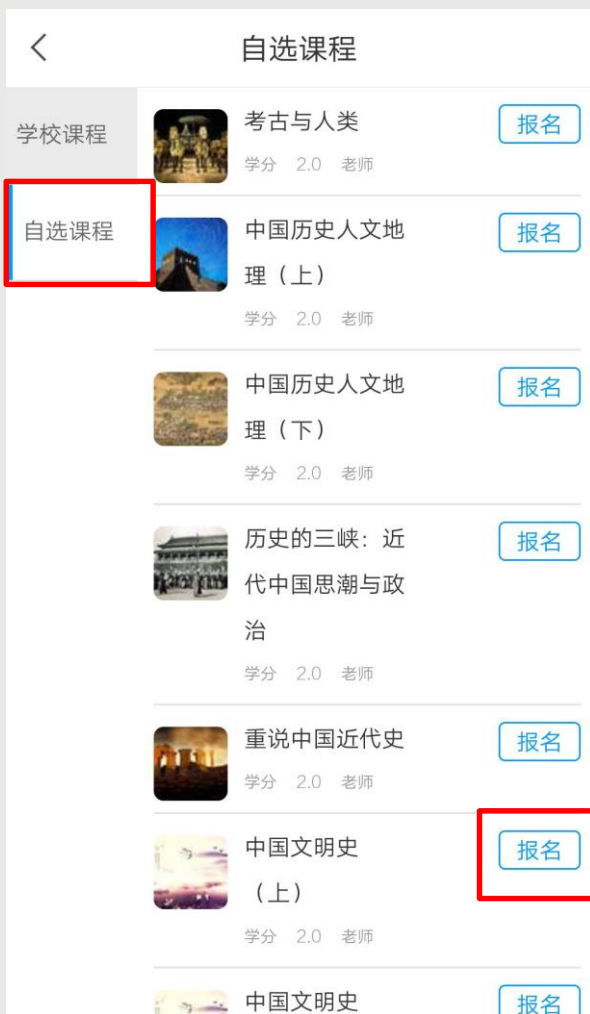 自选课程
学校课程
自选课程
考古与人类
报名
学分 2.0 老师
中国历史人文地
理（上）
报名
学分 2.0 老师
中国历史人文地
理（下）
报名
学分 2.0 老师
历史的三峡：近
代中国思潮与政
治
报名
学分 2.0 老师
重说中国近代史
报名
学分 2.0 老师
中国文明史
（上）
报名
学分 2.0 老师
中国文明史
报名